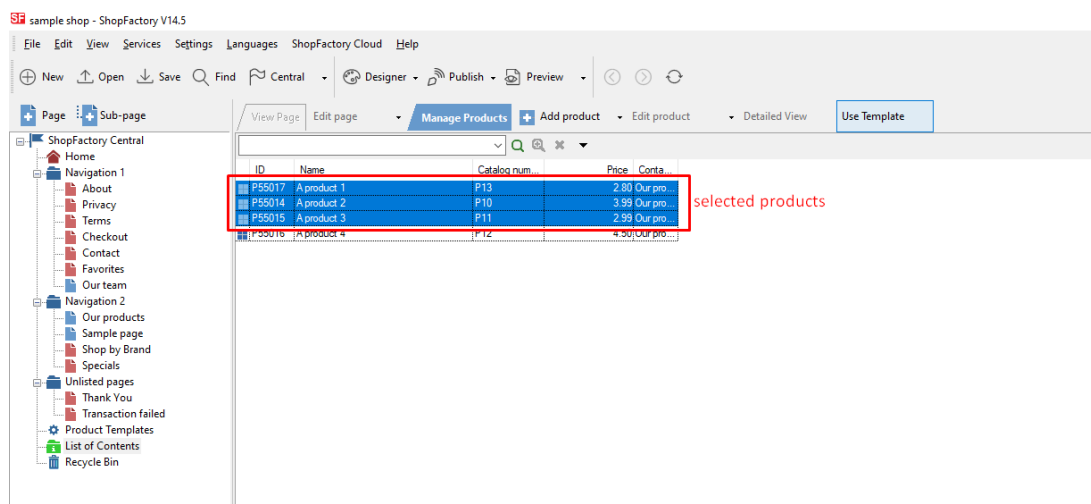 SF sample shop - ShopFactory V14.5
File Edit View Services Settings Languages ShopFactory Cloud Help
New Open Save Find Central Designer Publish Preview
Page Sub-page View Page Edit page Manage Products Add product Edit product Detailed View Use Template
ShopFactory Central
Home
Navigation 1
About
Privacy
Terms
Checkout
Contact
Favorites
Our team
Navigation 2
Our products
Sample page
Shop by Brand
Specials
Unlisted pages
Thank You
Transaction failed
Product Templates
List of Contents
Recycle Bin
ID Name Catalog num... Price Conta...
P55017 A product 1 P13 2.80 Our pro...
P55014 A product 2 P10 3.99 Our pro...
P55015 A product 3 P11 2.99 Our pro...
P55016 A product 4 P12 4.50 Our pro...
selected products